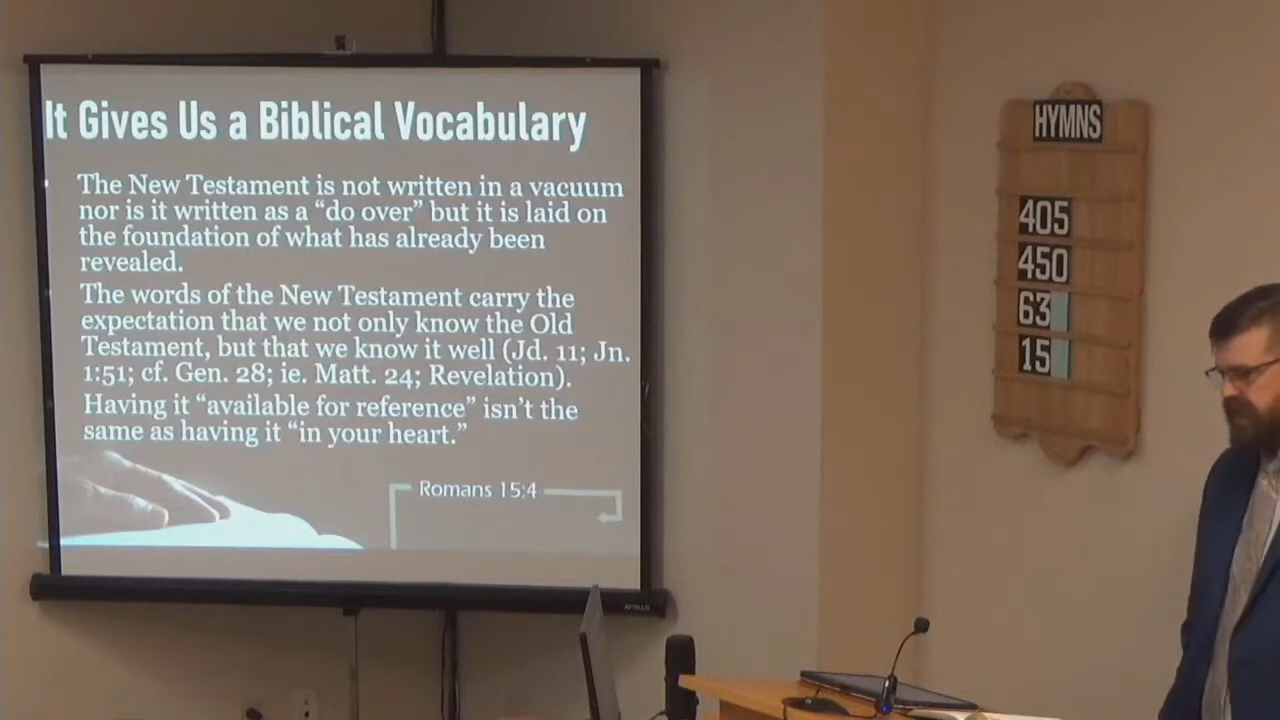 It Gives Us a Biblical Vocabulary
The New Testament is not written in a vacuum
nor is it written as a “do over” but it is laid on
the foundation of what has already been
revealed.
The words of the New Testament carry the
expectation that we not only know the Old
Testament, but that we know it well (Jd. 11; Jn.
1:51; cf. Gen. 28; ie. Matt. 24; Revelation).
Having it “available for reference” isn’t the
same as having it “in your heart.”
Romans 15:4
APOLLO
HYMNS
405
450
63
15